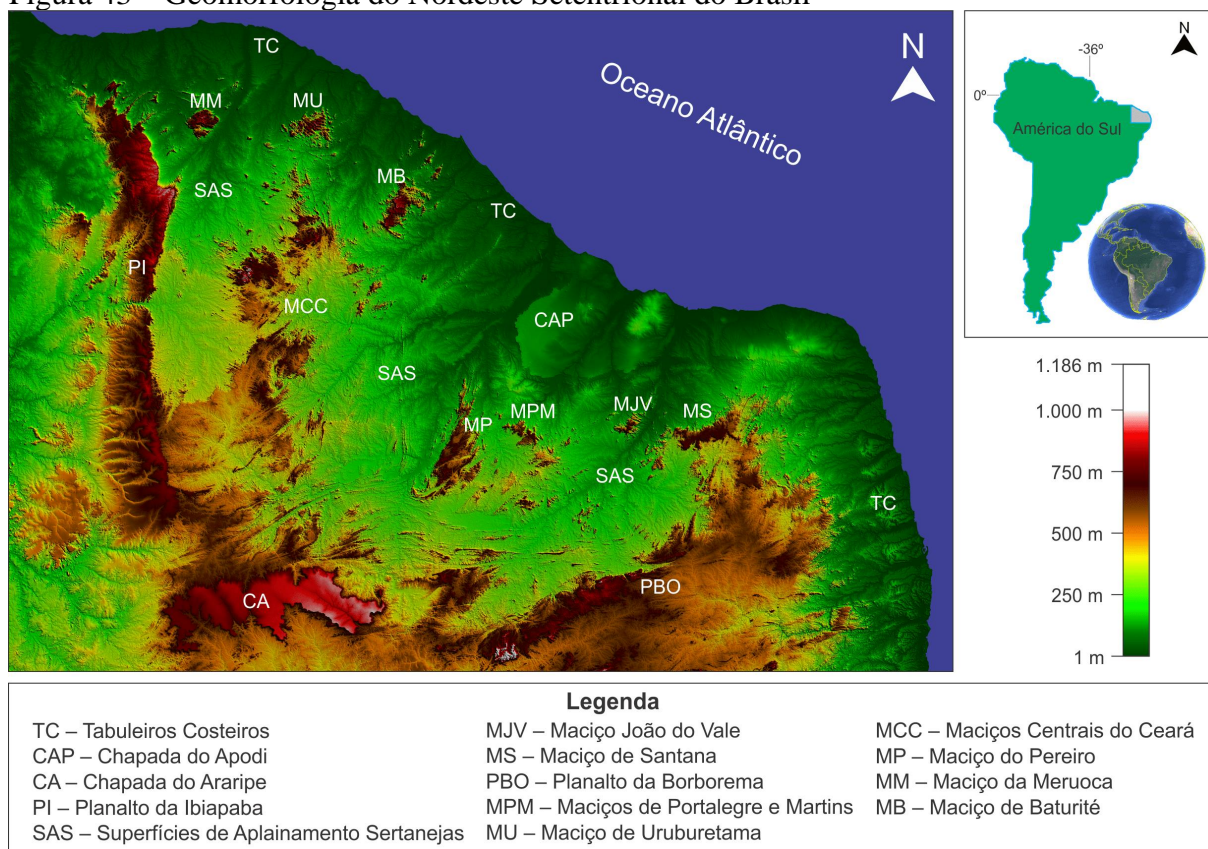 Figura 43 – Geomorfologia do Nordeste Setentrional do Brasil
TC
N
Oceano Atlântico
MM
MU
SAS
MB
TC
PI
MCC
CAP
SAS
MP
MPM
MJV
MS
SAS
TC
CA
PBO
N
-36º
0º
América do Sul
1.186 m
1.000 m
750 m
500 m
250 m
1 m
Legenda
TC – Tabuleiros Costeiros
CAP – Chapada do Apodi
CA – Chapada do Araripe
PI – Planalto da Ibiapaba
SAS – Superfícies de Aplainamento Sertanejas
MJV – Maciço João do Vale
MS – Maciço de Santana
PBO – Planalto da Borborema
MPM – Maciços de Portalegre e Martins
MU – Maciço de Uruburetama
MCC – Maciços Centrais do Ceará
MP – Maciço do Pereiro
MM – Maciço da Meruoca
MB – Maciço de Baturité